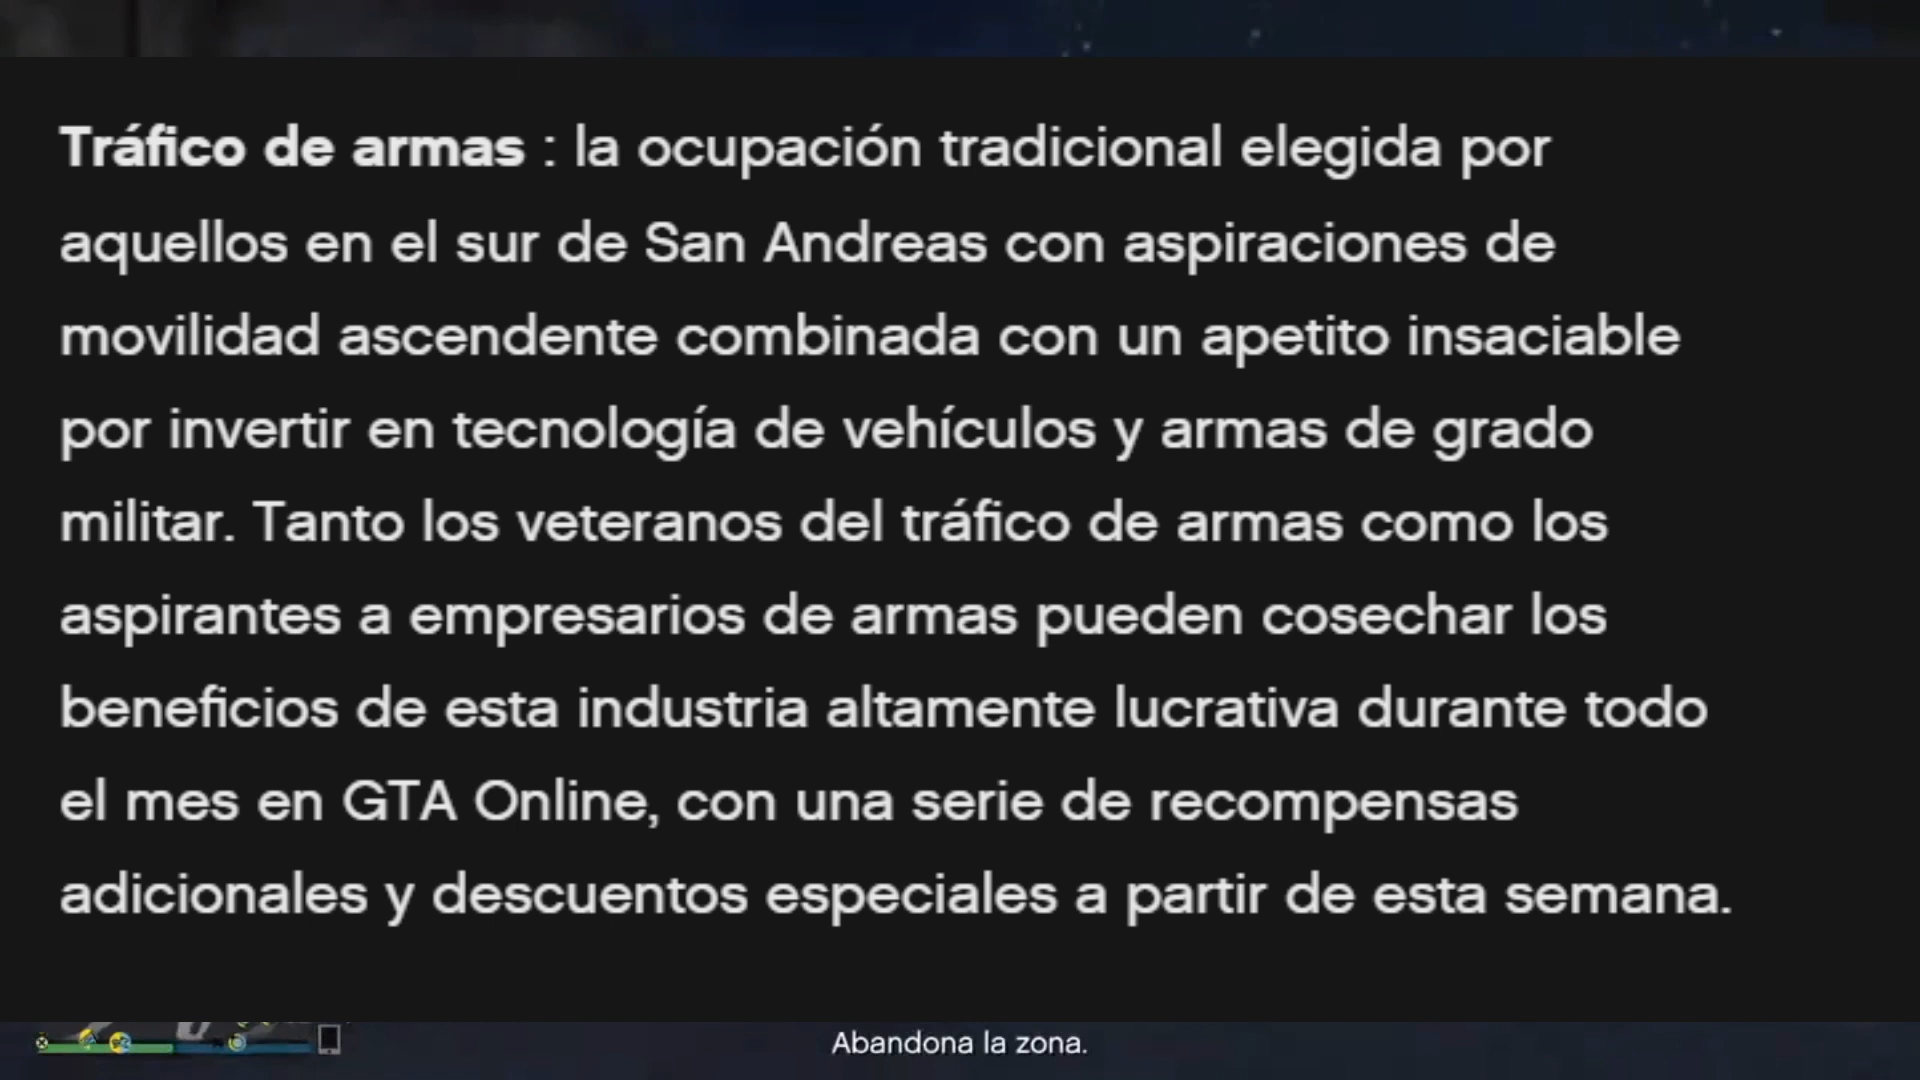 Tráfico de armas : la ocupación tradicional elegida por
aquellos en el sur de San Andreas con aspiraciones de
movilidad ascendente combinada con un apetito insaciable
por invertir en tecnología de vehículos y armas de grado
militar. Tanto los veteranos del tráfico de armas como los
aspirantes a empresarios de armas pueden cosechar los
beneficios de esta industria altamente lucrativa durante todo
el mes en GTA Online, con una serie de recompensas
adicionales y descuentos especiales a partir de esta semana.
Abandona la zona.